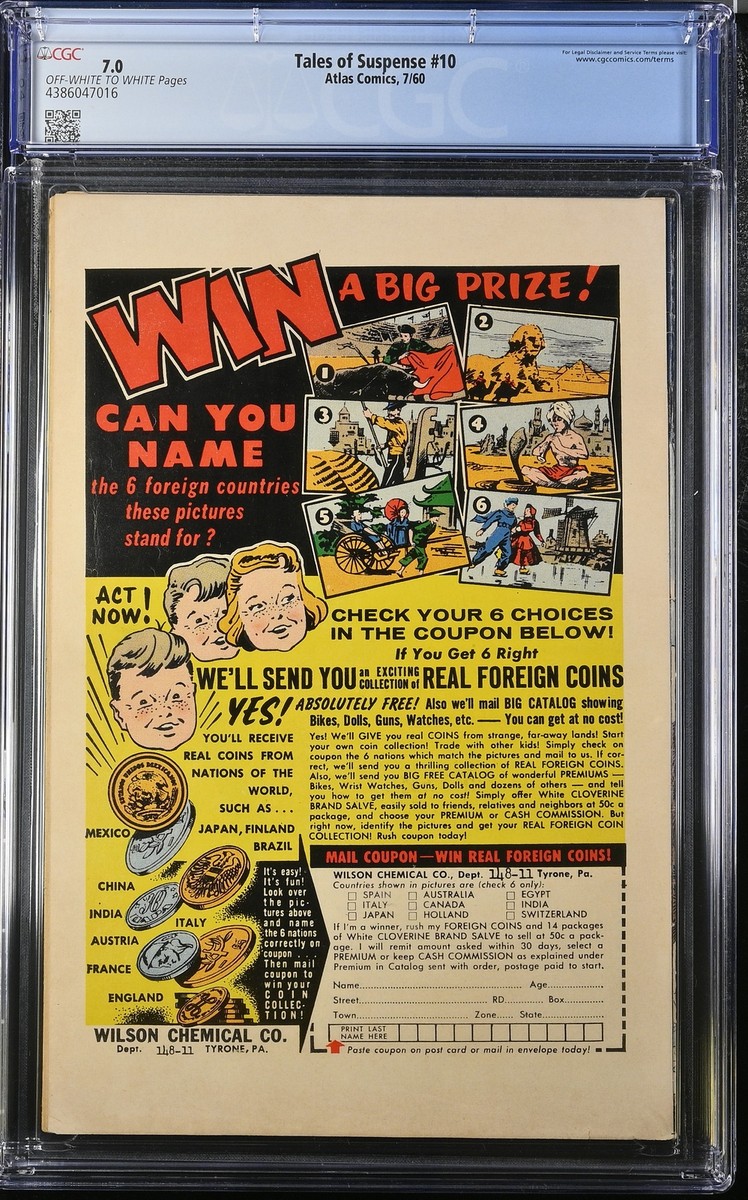 CGC
7.0
OFF-WHITE TO WHITE Pages
4386047016
Tales of Suspense #10
Atlas Comics, 7/60
For Legal Disclaimer and Service Terms please visit:
www.cgccomics.com/terms
CGC
WIN A BIG PRIZE!
1
2
3
4
5
6
CAN YOU
NAME
the 6 foreign countries
these pictures
stand for?
ACT
NOW!
CHECK YOUR 6 CHOICES
IN THE COUPON BELOW!
If You Get 6 Right
WE'LL SEND YOU an EXCITING COLLECTION of REAL FOREIGN COINS
YES!
YOU'LL RECEIVE
REAL COINS FROM
NATIONS OF THE
WORLD,
SUCH AS...
MEXICO
JAPAN, FINLAND
BRAZIL
CHINA
INDIA
ITALY
AUSTRIA
FRANCE
ENGLAND
ABSOLUTELY FREE! Also we'll mail BIG CATALOG showing
Bikes, Dolls, Guns, Watches, etc. — You can get at no cost!
Yes! We'll GIVE you real COINS from strange, far-away lands! Start
your own coin collection! Trade with other kids! Simply check on
coupon the 6 nations which match the pictures and mail to us. If cor-
rect, we'll send you a thrilling collection of REAL FOREIGN COINS.
Also, we'll send you BIG FREE CATALOG of wonderful PREMIUMS —
Bikes, Wrist Watches, Guns, Dolls and dozens of others — and tell
you how to get them at no cost! Simply offer White CLOVERINE
BRAND SALVE, easily sold to friends, relatives and neighbors at 50c a
package, and choose your PREMIUM or CASH COMMISSION. But
right now, identify the pictures and get your REAL FOREIGN COIN
COLLECTION! Rush coupon today!
It's easy!
It's fun!
Look over
the pic-
tures above
and name
the 6 nations
correctly on
coupon...
Then mail
coupon to
win your
COIN
COLLEC-
TION!
MAIL COUPON—WIN REAL FOREIGN COINS!
WILSON CHEMICAL CO., Dept. 148-11 Tyrone, Pa.
Countries shown in pictures are (check 6 only):
☐ SPAIN ☐ AUSTRALIA ☐ EGYPT
☐ ITALY ☐ CANADA ☐ INDIA
☐ JAPAN ☐ HOLLAND ☐ SWITZERLAND
If I'm a winner, rush my FOREIGN COINS and 14 packages
of White CLOVERINE BRAND SALVE to sell at 50c a pack-
age. I will remit amount asked within 30 days, select a
PREMIUM or keep CASH COMMISSION as explained under
Premium in Catalog sent with order, postage paid to start.
Name.......... Age..........
Street.......... RD.......... Box..........
Town.......... Zone..... State..........
PRINT LAST
NAME HERE
Paste coupon on post card or mail in envelope today!
WILSON CHEMICAL CO.
Dept. 148-11 TYRONE, PA.